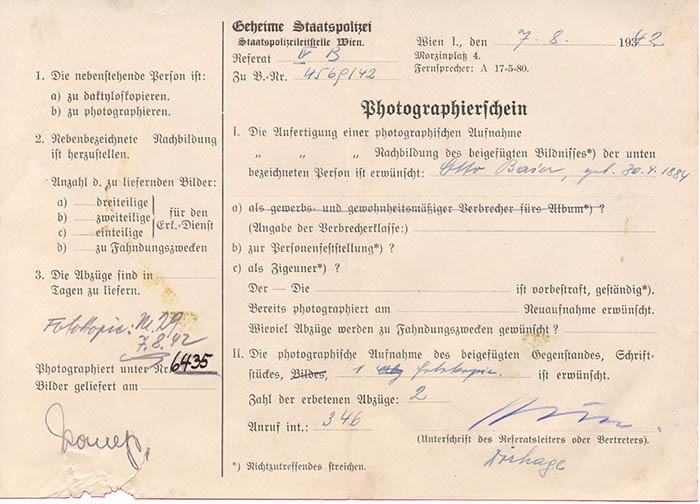 1. Die nebenstehende Person ist:
a) zu daktyloskopieren.
b) zu photographieren.
2. Nebenbezeichnete Nachbildung
ist herzustellen.
Anzahl d. zu liefernden Bilder:
a) dreiteilige
b) zweiteilige
c) einteilige
für den
Erk.-Dienst
d) zu Fahndungszwecken
3. Die Abzüge sind in
Tagen zu liefern.
Fotokopie: Nr. 29
7.8.42
Photographiert unter Nr. 6435
Bilder geliefert am
Geheime Staatspolizei
Staatspolizeileitstelle Wien.
Referat IV B
Zu B.-Nr. 4569/42
Wien I., den 7. 8. 1942
Morzinplatz 4.
Fernsprecher: A 17-5-80.
Photographierschein
I. Die Anfertigung einer photographischen Aufnahme
„ „ „ Nachbildung des beigefügten Bildnisses*) der unten
bezeichneten Person ist erwünscht: Otto Baier, geb. 30.4.1884
a) als gewerbs- und gewohnheitsmäßiger Verbrecher fürs Album*) ?
(Angabe der Verbrecherklasse:)
b) zur Personenfeststellung*) ?
c) als Zigeuner*) ?
Der — Die ist vorbestraft, geständig*).
Bereits photographiert am Neuaufnahme erwünscht.
Wieviel Abzüge werden zu Fahndungszwecken gewünscht ?
II. Die photographische Aufnahme des beigefügten Gegenstandes, Schrift-
stückes, Bildes, 1 Fotokopie ist erwünscht.
Zahl der erbetenen Abzüge: 2
Anruf int.: 346
(Unterschrift des Referatsleiters oder Vertreters).
*) Nichtzutreffendes streichen.